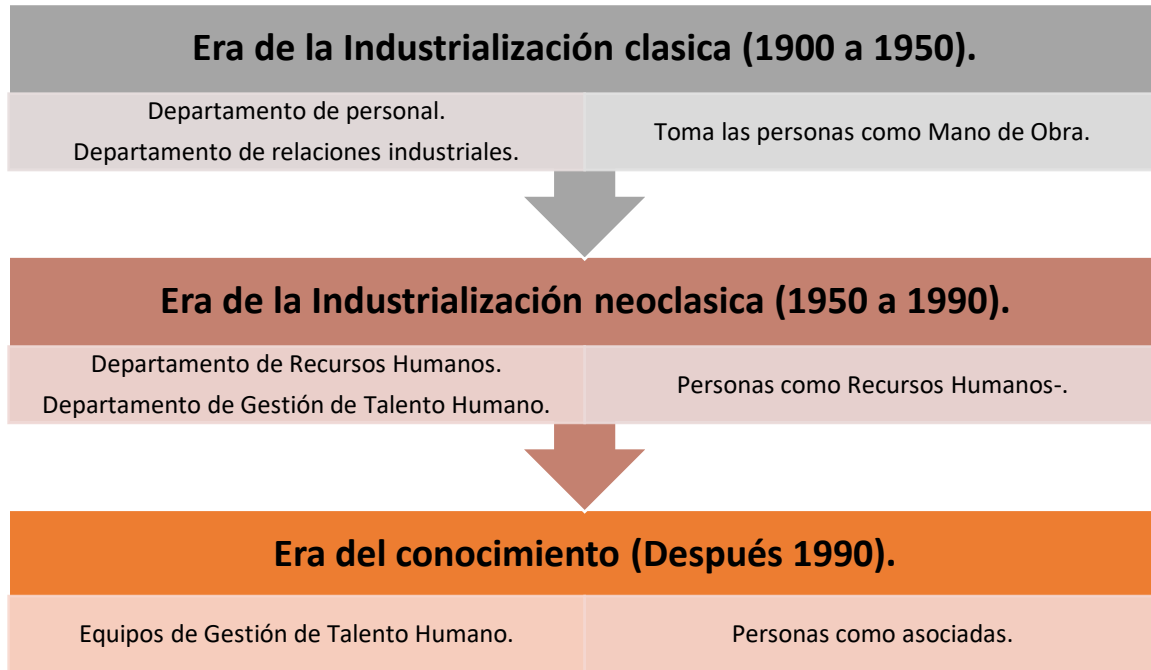 Era de la Industrialización clasica (1900 a 1950).
Departamento de personal.
Departamento de relaciones industriales.
Toma las personas como Mano de Obra.
Era de la Industrialización neoclasica (1950 a 1990).
Departamento de Recursos Humanos.
Departamento de Gestión de Talento Humano.
Personas como Recursos Humanos-.
Era del conocimiento (Después 1990).
Equipos de Gestión de Talento Humano.
Personas como asociadas.